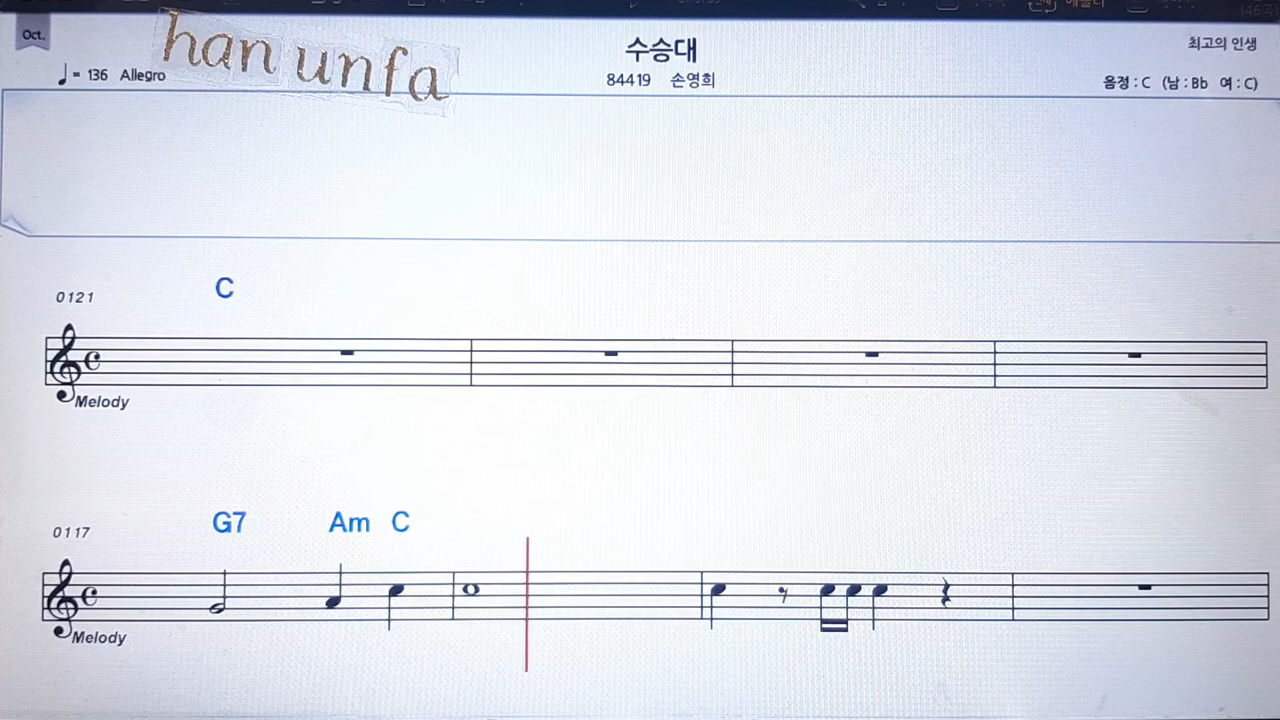 Oct.
han unfa
수승대
최고의 인생
♩= 136 Allegro
84419 손영희
음정 : C (남 : Bb 여 : C)
0121
C
Melody
0117
G7 Am C
Melody